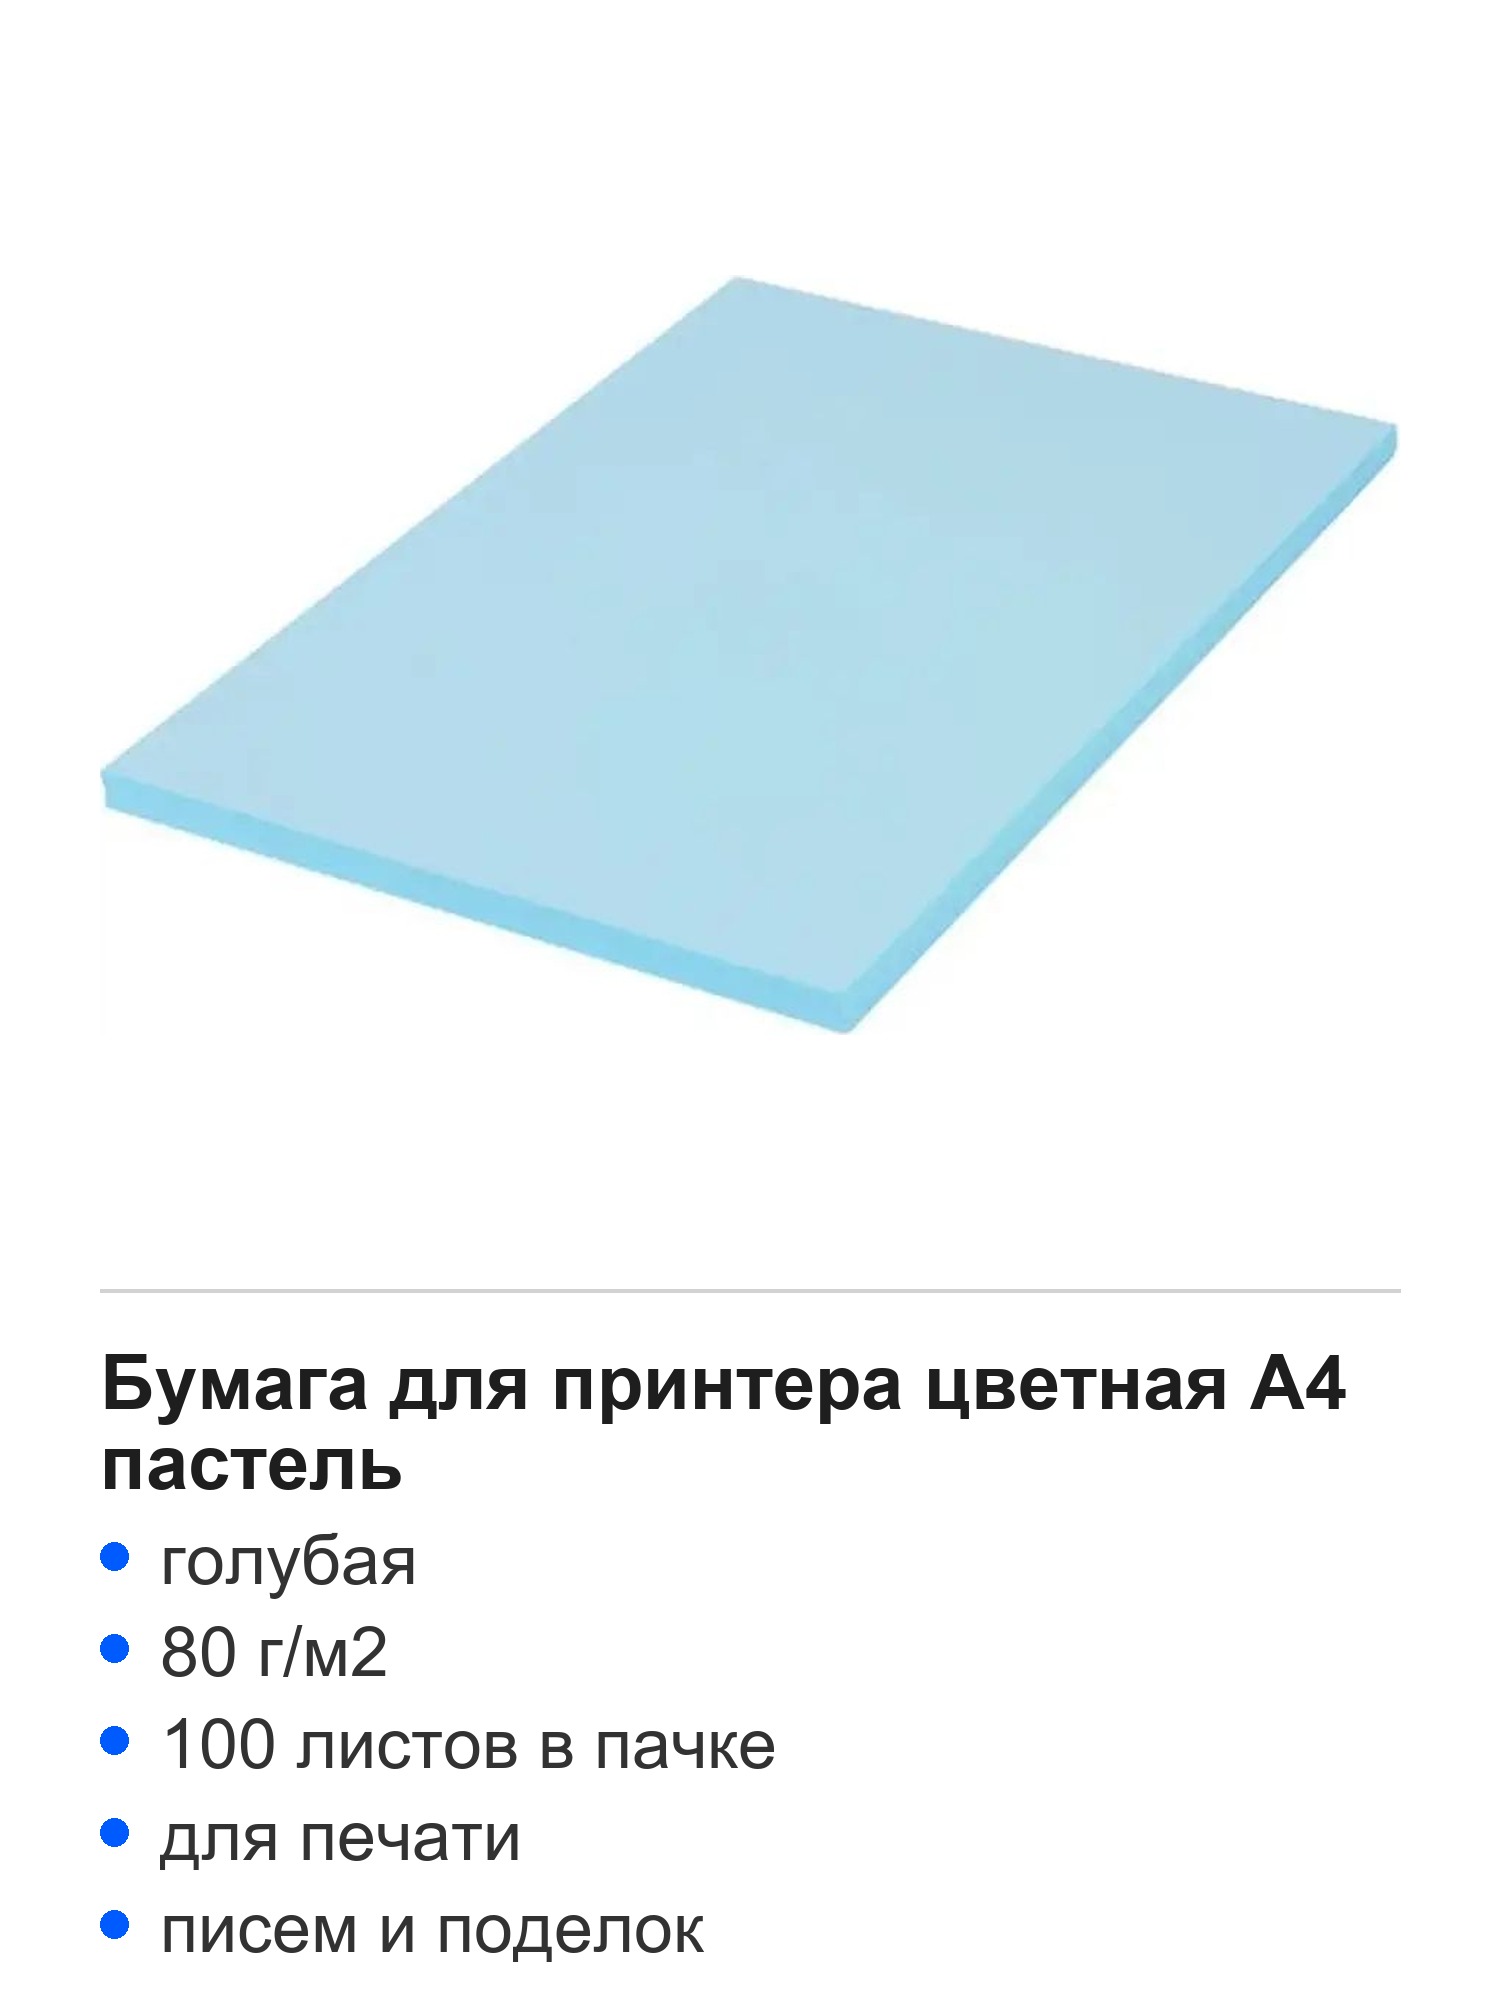 Бумага для принтера цветная А4
пастель
голубая
80 г/м2
100 листов в пачке
для печати
писем и поделок